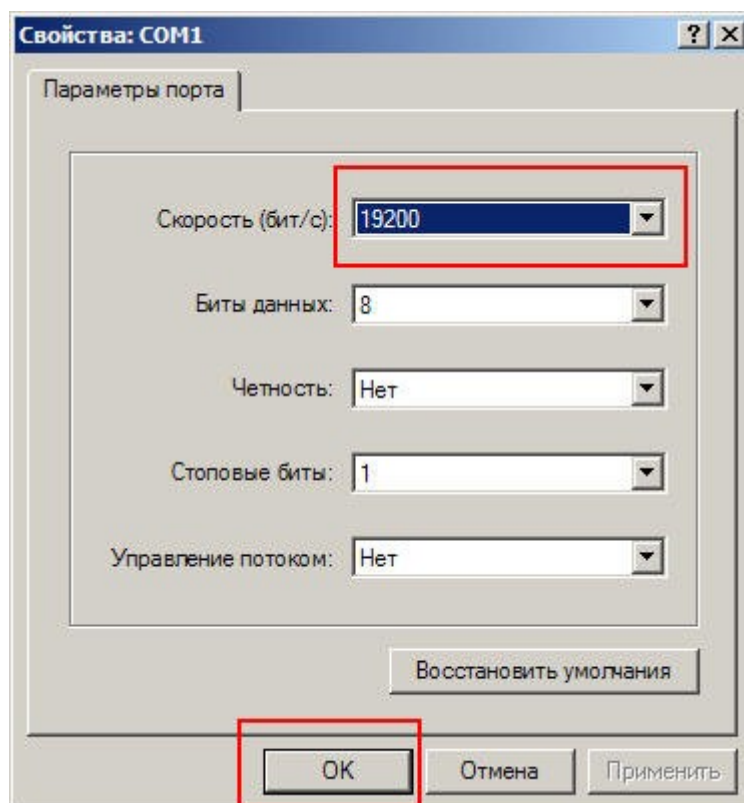 Свойства: COM1
Параметры порта
Скорость (бит/с): 19200
Биты данных: 8
Четность: Нет
Стоповые биты: 1
Управление потоком: Нет
Восстановить умолчания
OK Отмена Применить